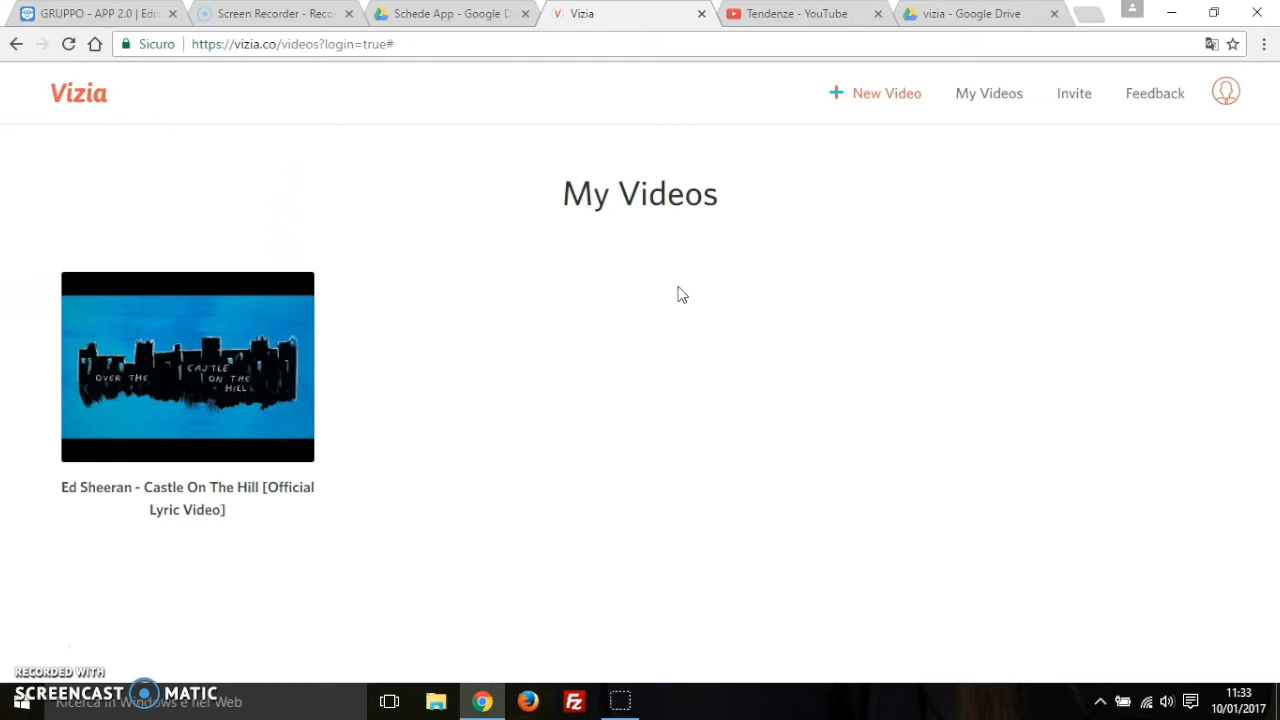 GRUPPO - APP 2.0 | Edm
Screen Recorder - Reco
Schede App - Google D
Vizia
Tendenze - YouTube
vizia - Google Drive
Sicuro
https://vizia.co/videos?login=true#
Vizia
New Video
My Videos
Invite
Feedback
My Videos
OVER THE
CASTLE
ON THE
HILL
Ed Sheeran - Castle On The Hill [Official
Lyric Video]
RECORDED WITH
SCREENCAST MATIC
Ricerca in Windows e nel Web
11:33
10/01/2017